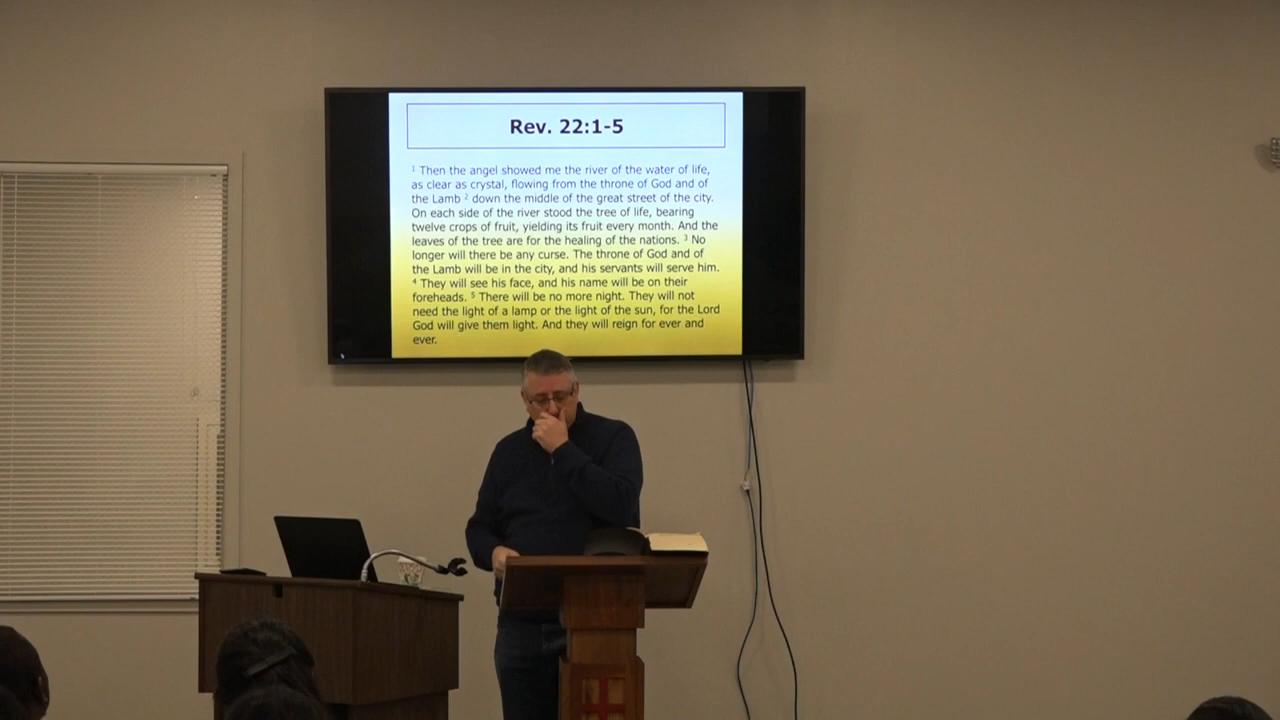 Rev. 22:1-5
¹ Then the angel showed me the river of the water of life,
as clear as crystal, flowing from the throne of God and of
the Lamb ² down the middle of the great street of the city.
On each side of the river stood the tree of life, bearing
twelve crops of fruit, yielding its fruit every month. And the
leaves of the tree are for the healing of the nations. ³ No
longer will there be any curse. The throne of God and of
the Lamb will be in the city, and his servants will serve him.
⁴ They will see his face, and his name will be on their
foreheads. ⁵ There will be no more night. They will not
need the light of a lamp or the light of the sun, for the Lord
God will give them light. And they will reign for ever and
ever.